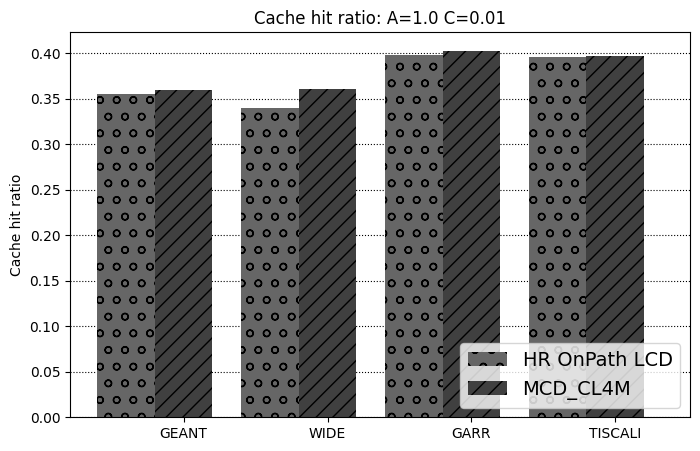 Cache hit ratio: A=1.0 C=0.01
Cache hit ratio
0.40
0.35
0.30
0.25
0.20
0.15
0.10
0.05
0.00
GEANT
WIDE
GARR
TISCALI
HR OnPath LCD
MCD_CL4M